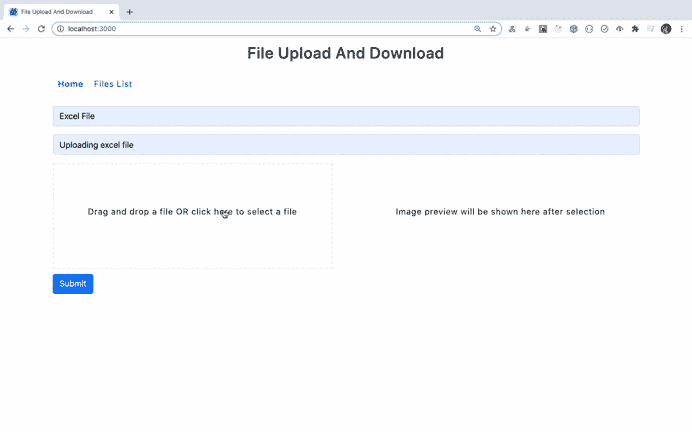 File Upload And Download
localhost:3000
File Upload And Download
Home Files List
Excel File
Uploading excel file
Drag and drop a file OR click here to select a file
Image preview will be shown here after selection
Submit